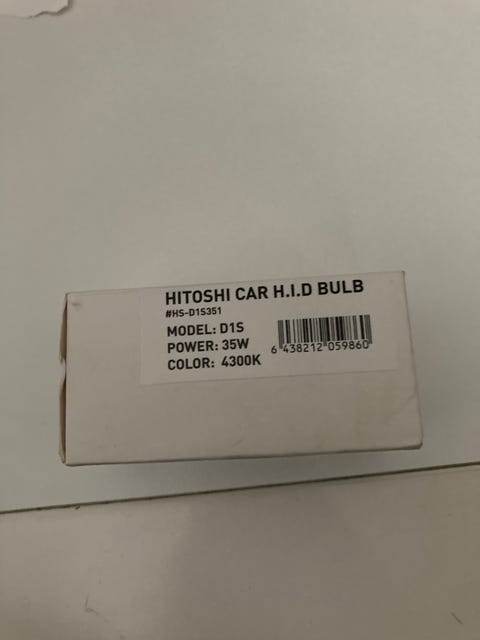 HITOSHI CAR H.I.D BULB
#HS-D1S351
MODEL: D1S
POWER: 35W
COLOR: 4300K
6 438212 059860